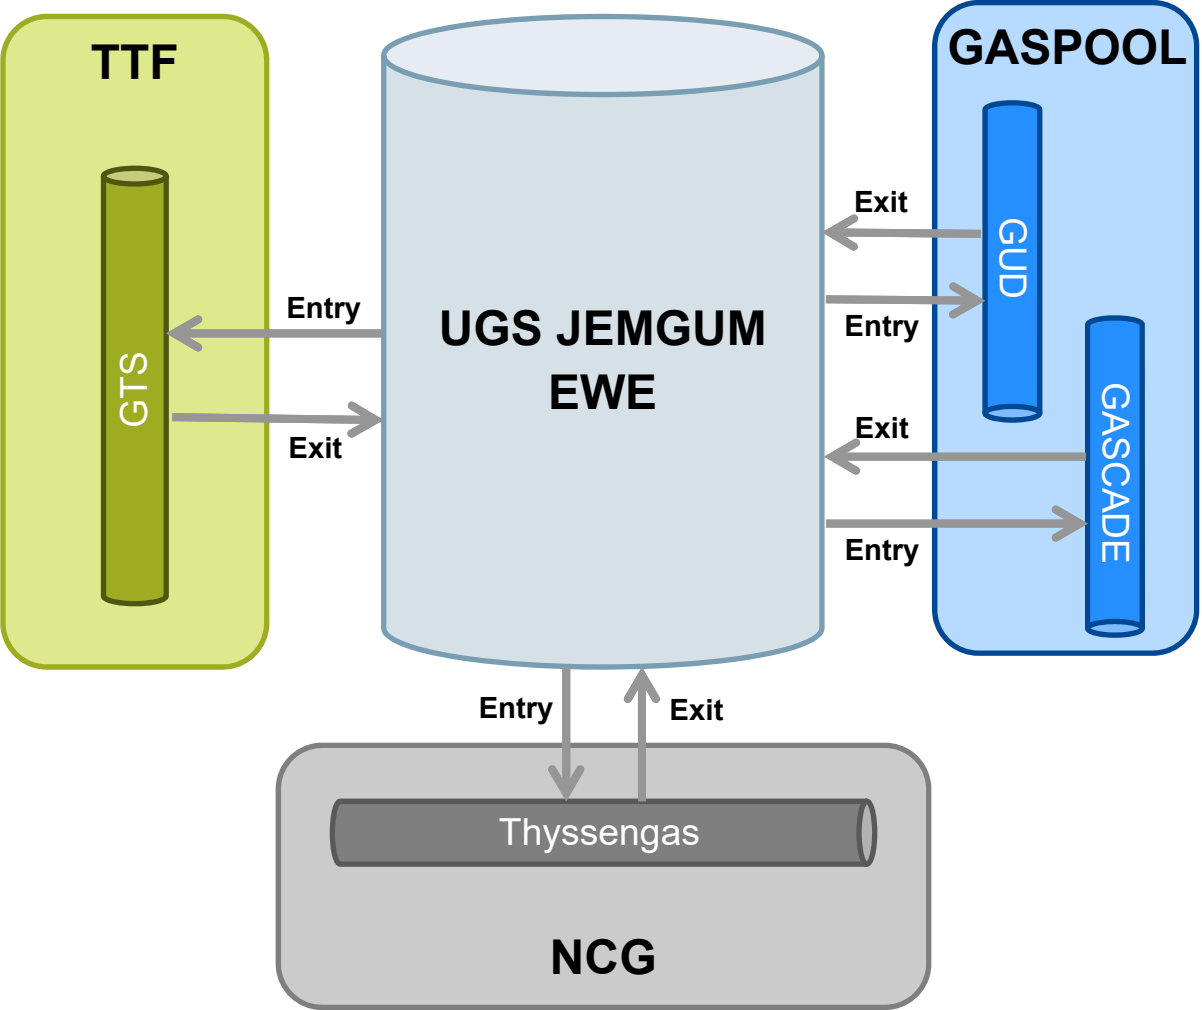 TTF
GTS
Entry
Exit
UGS JEMGUM
EWE
GASPOOL
Exit
GUD
Entry
Exit
GASCADE
Entry
Entry
Exit
Thyssengas
NCG